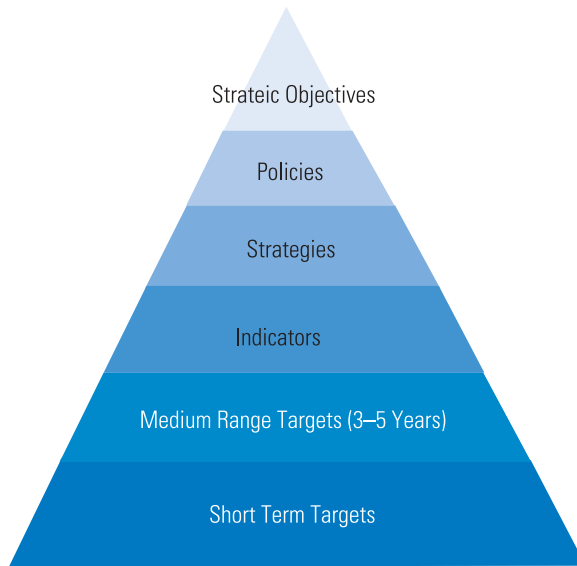 Strateic Objectives
Policies
Strategies
Indicators
Medium Range Targets (3–5 Years)
Short Term Targets